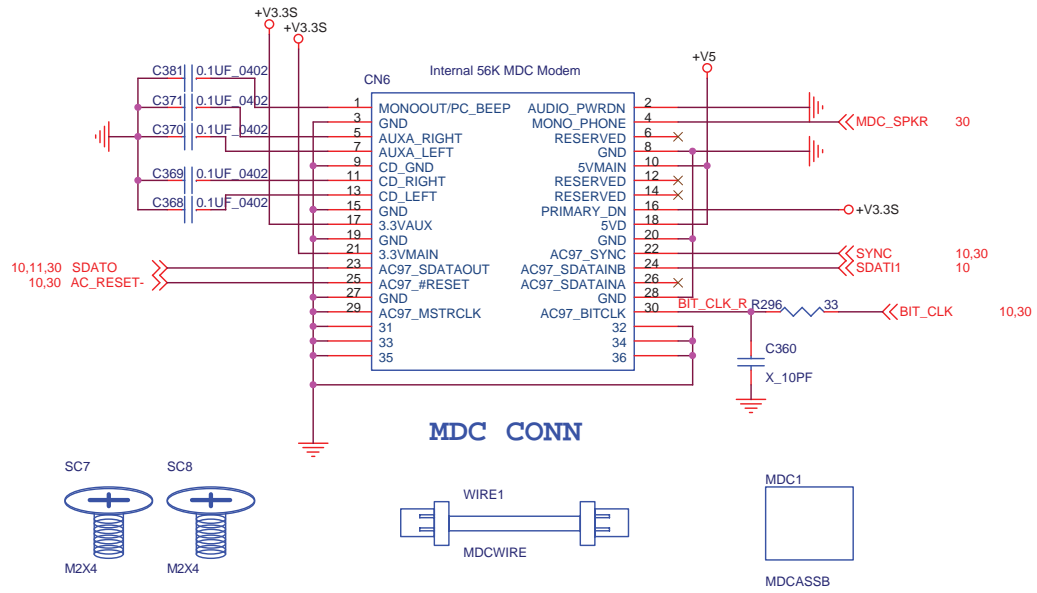 +V3.3S
+V3.3S
+V5
C381 0.1UF_0402
C371 0.1UF_0402
C370 0.1UF_0402
C369 0.1UF_0402
C368 0.1UF_0402
CN6
Internal 56K MDC Modem
1 MONOOUT/PC_BEEP AUDIO_PWRDN 2
3 GND MONO_PHONE 4 MDC_SPKR 30
5 AUXA_RIGHT RESERVED 6
7 AUXA_LEFT GND 8
9 CD_GND 5VMAIN 10
11 CD_RIGHT RESERVED 12
13 CD_LEFT RESERVED 14
15 GND PRIMARY_DN 16 +V3.3S
17 3.3VAUX 5VD 18
19 GND GND 20
21 3.3VMAIN AC97_SYNC 22 SYNC 10,30
10,11,30 SDATO 23 AC97_SDATAOUT AC97_SDATAINB 24 SDATI1 10
10,30 AC_RESET- 25 AC97_#RESET AC97_SDATAINA 26
27 GND GND 28
29 AC97_MSTRCLK AC97_BITCLK 30 BIT_CLK_R R296 33 BIT_CLK 10,30
31 32
33 34
35 36
C360
X_10PF
MDC CONN
SC7
M2X4
SC8
M2X4
WIRE1
MDCWIRE
MDC1
MDCASSB